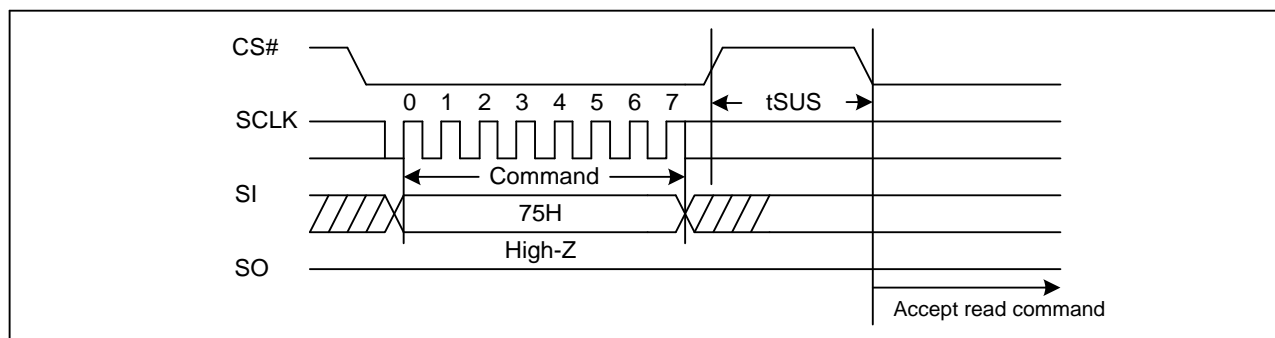 CS#
tSUS
0 1 2 3 4 5 6 7
SCLK
Command
SI
75H
High-Z
SO
Accept read command